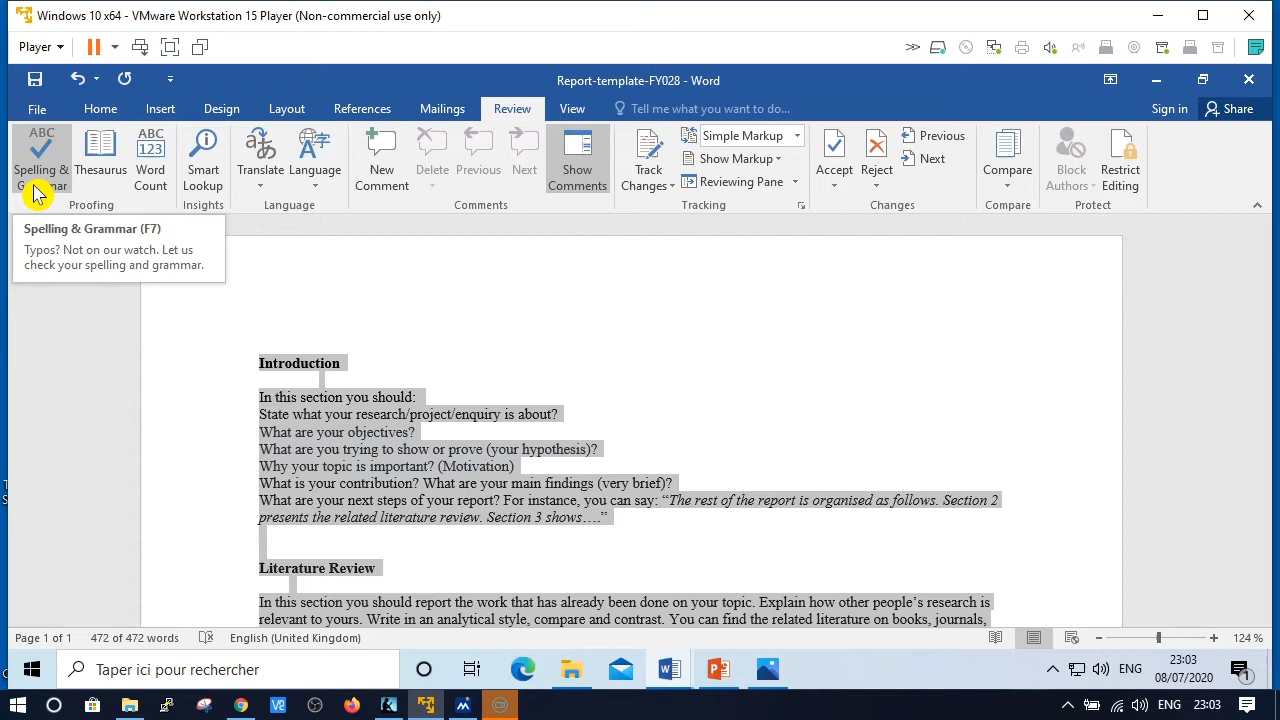 Windows 10 x64 - VMware Workstation 15 Player (Non-commercial use only)
Player
Report-template-FY028 - Word
File Home Insert Design Layout References Mailings Review View Tell me what you want to do... Sign in Share
ABC Spelling & Grammar
Thesaurus
ABC 123 Word Count
Smart Lookup
Translate
Language
New Comment
Delete
Previous
Next
Show Comments
Track Changes
Simple Markup
Show Markup
Reviewing Pane
Accept
Reject
Previous
Next
Compare
Block Authors
Restrict Editing
Proofing Insights Language Comments Tracking Changes Compare Protect
Spelling & Grammar (F7)
Typos? Not on our watch. Let us
check your spelling and grammar.
Introduction
In this section you should:
State what your research/project/enquiry is about?
What are your objectives?
What are you trying to show or prove (your hypothesis)?
Why your topic is important? (Motivation)
What is your contribution? What are your main findings (very brief)?
What are your next steps of your report? For instance, you can say: “The rest of the report is organised as follows. Section 2
presents the related literature review. Section 3 shows….”
Literature Review
In this section you should report the work that has already been done on your topic. Explain how other people’s research is
relevant to yours. Write in an analytical style, compare and contrast. You can find the related literature on books, journals,
Page 1 of 1 472 of 472 words English (United Kingdom) 124 %
Taper ici pour rechercher
ENG
23:03
08/07/2020
1
ENG 23:03